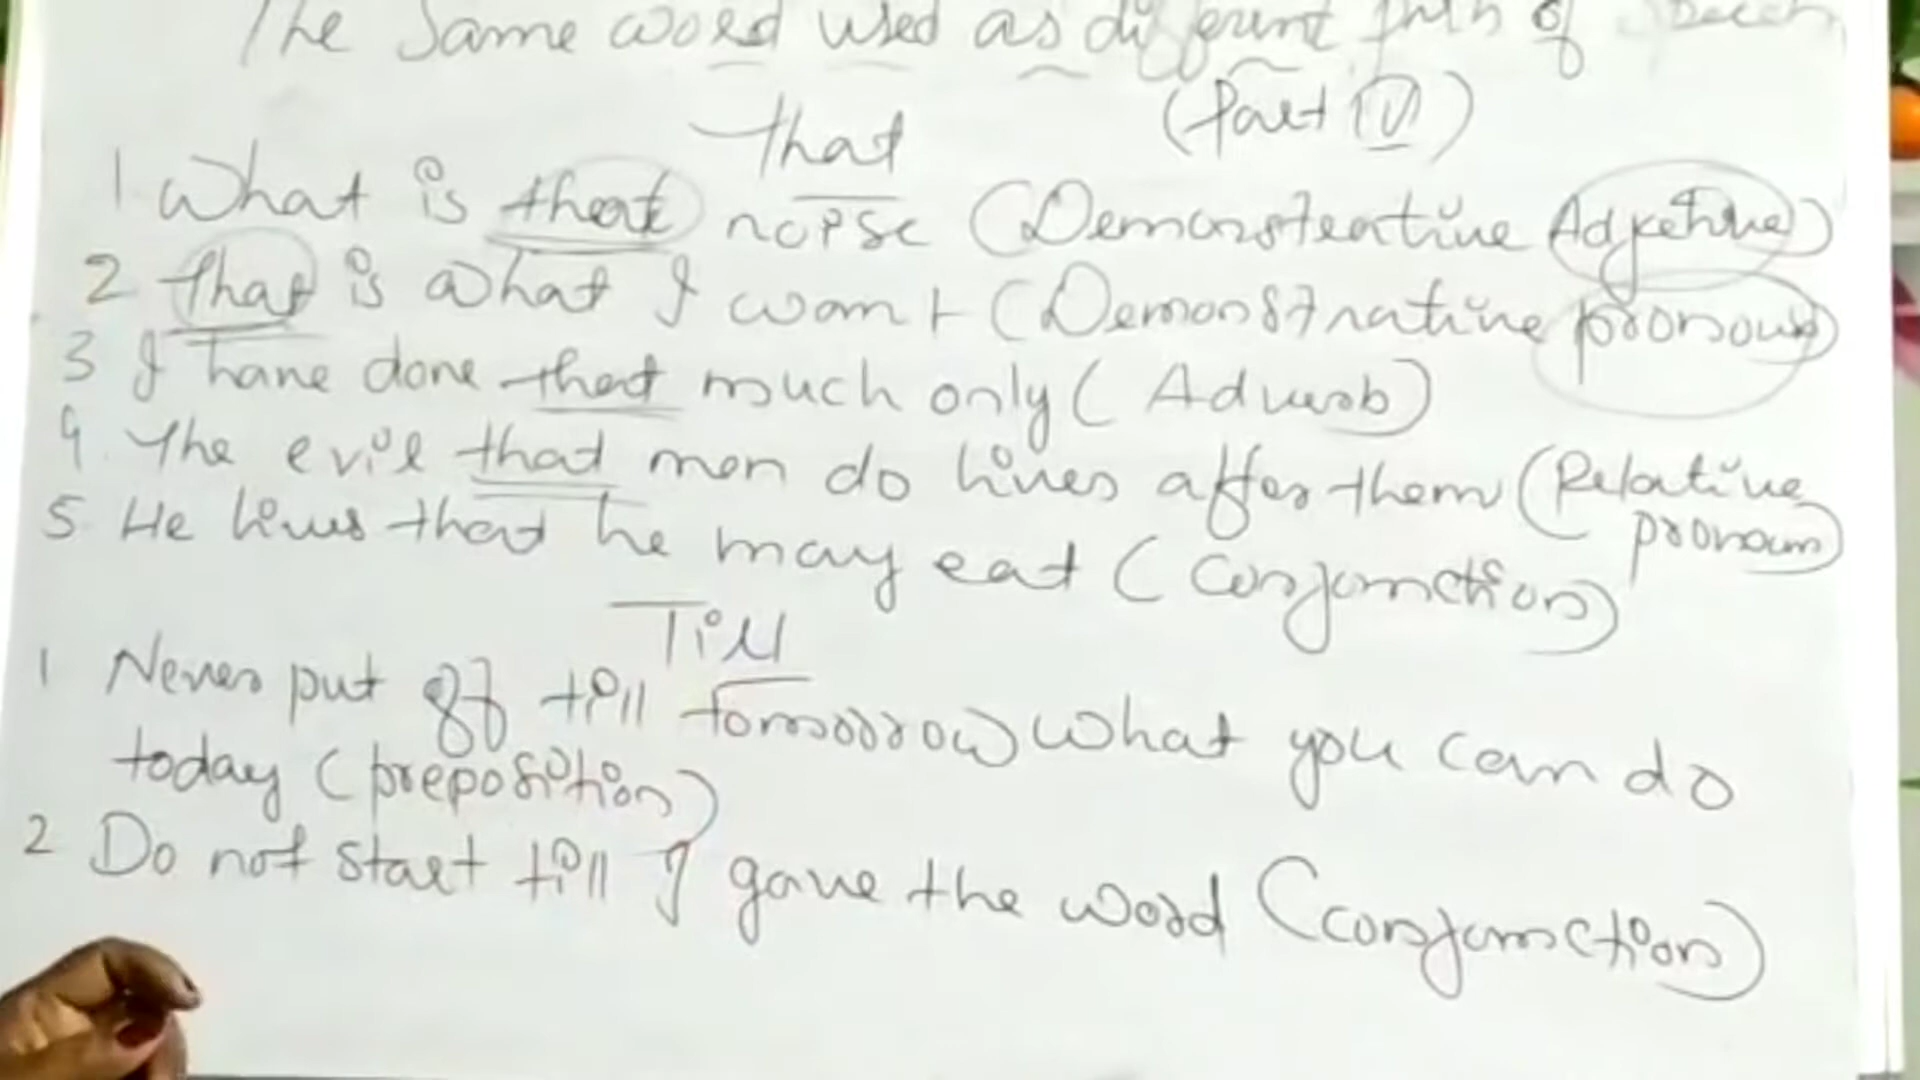 The Same word used as different parts of speech
(Part IV)
That
1 What is that noise (Demonstrative Adjective)
2 That is what I want (Demonstrative pronoun)
3 I have done that much only (Adverb)
4. The evil that men do lives after them (Relative pronoun)
5 He lives that he may eat (Conjunction)
Till
1 Never put off till tomorrow what you can do
today (preposition)
2 Do not start till I gave the word (conjunction)